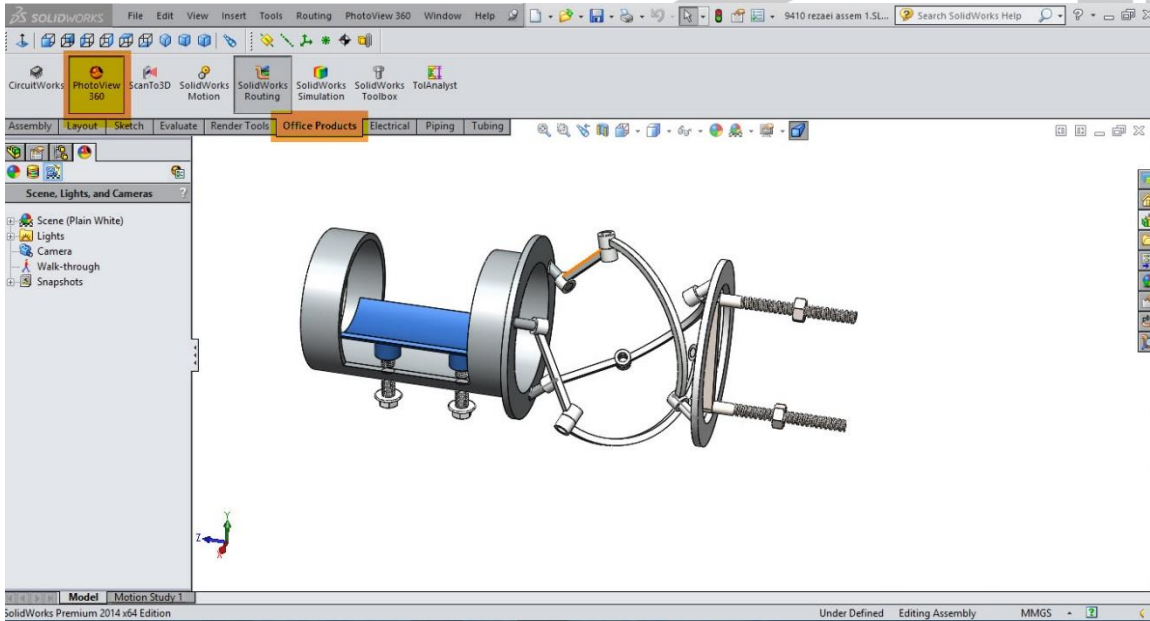 SOLIDWORKS File Edit View Insert Tools Routing PhotoView 360 Window Help 9410 rezaei assem 1.SL... Search SolidWorks Help
CircuitWorks PhotoView 360 ScanTo3D SolidWorks Motion SolidWorks Routing SolidWorks Simulation SolidWorks Toolbox TolAnalyst
Assembly Layout Sketch Evaluate Render Tools Office Products Electrical Piping Tubing
Scene, Lights, and Cameras ?
Scene (Plain White)
Lights
Camera
Walk-through
Snapshots
Y
Z
X
Model Motion Study 1
SolidWorks Premium 2014 x64 Edition Under Defined Editing Assembly MMGS